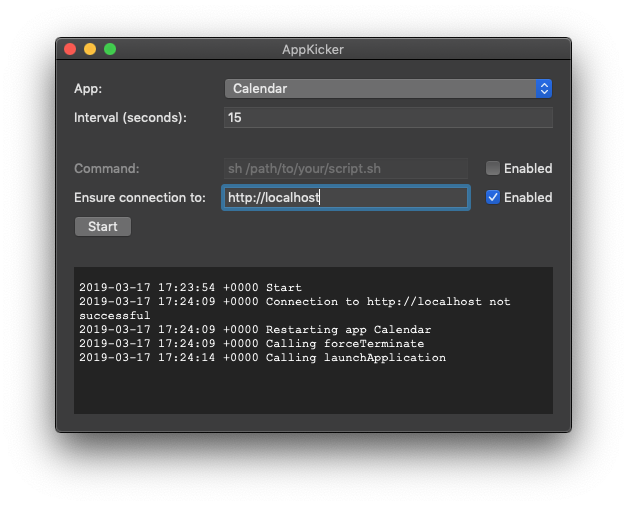 AppKicker
App: Calendar
Interval (seconds): 15
Command: sh /path/to/your/script.sh Enabled
Ensure connection to: http://localhost Enabled
Start
2019-03-17 17:23:54 +0000 Start
2019-03-17 17:24:09 +0000 Connection to http://localhost not
successful
2019-03-17 17:24:09 +0000 Restarting app Calendar
2019-03-17 17:24:09 +0000 Calling forceTerminate
2019-03-17 17:24:14 +0000 Calling launchApplication